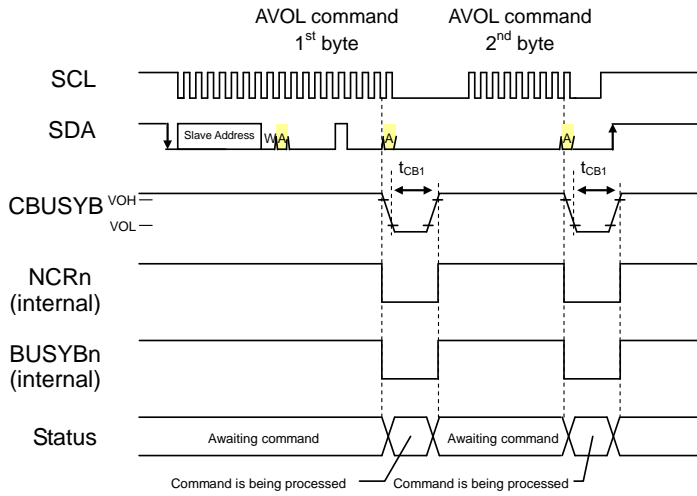 AVOL command
1st byte
AVOL command
2nd byte
SCL
SDA
Slave Address
W
A
A
A
tCB1
tCB1
CBUSYB
VOH
VOL
NCRn
(internal)
BUSYBn
(internal)
Status
Awaiting command
Awaiting command
Command is being processed
Command is being processed